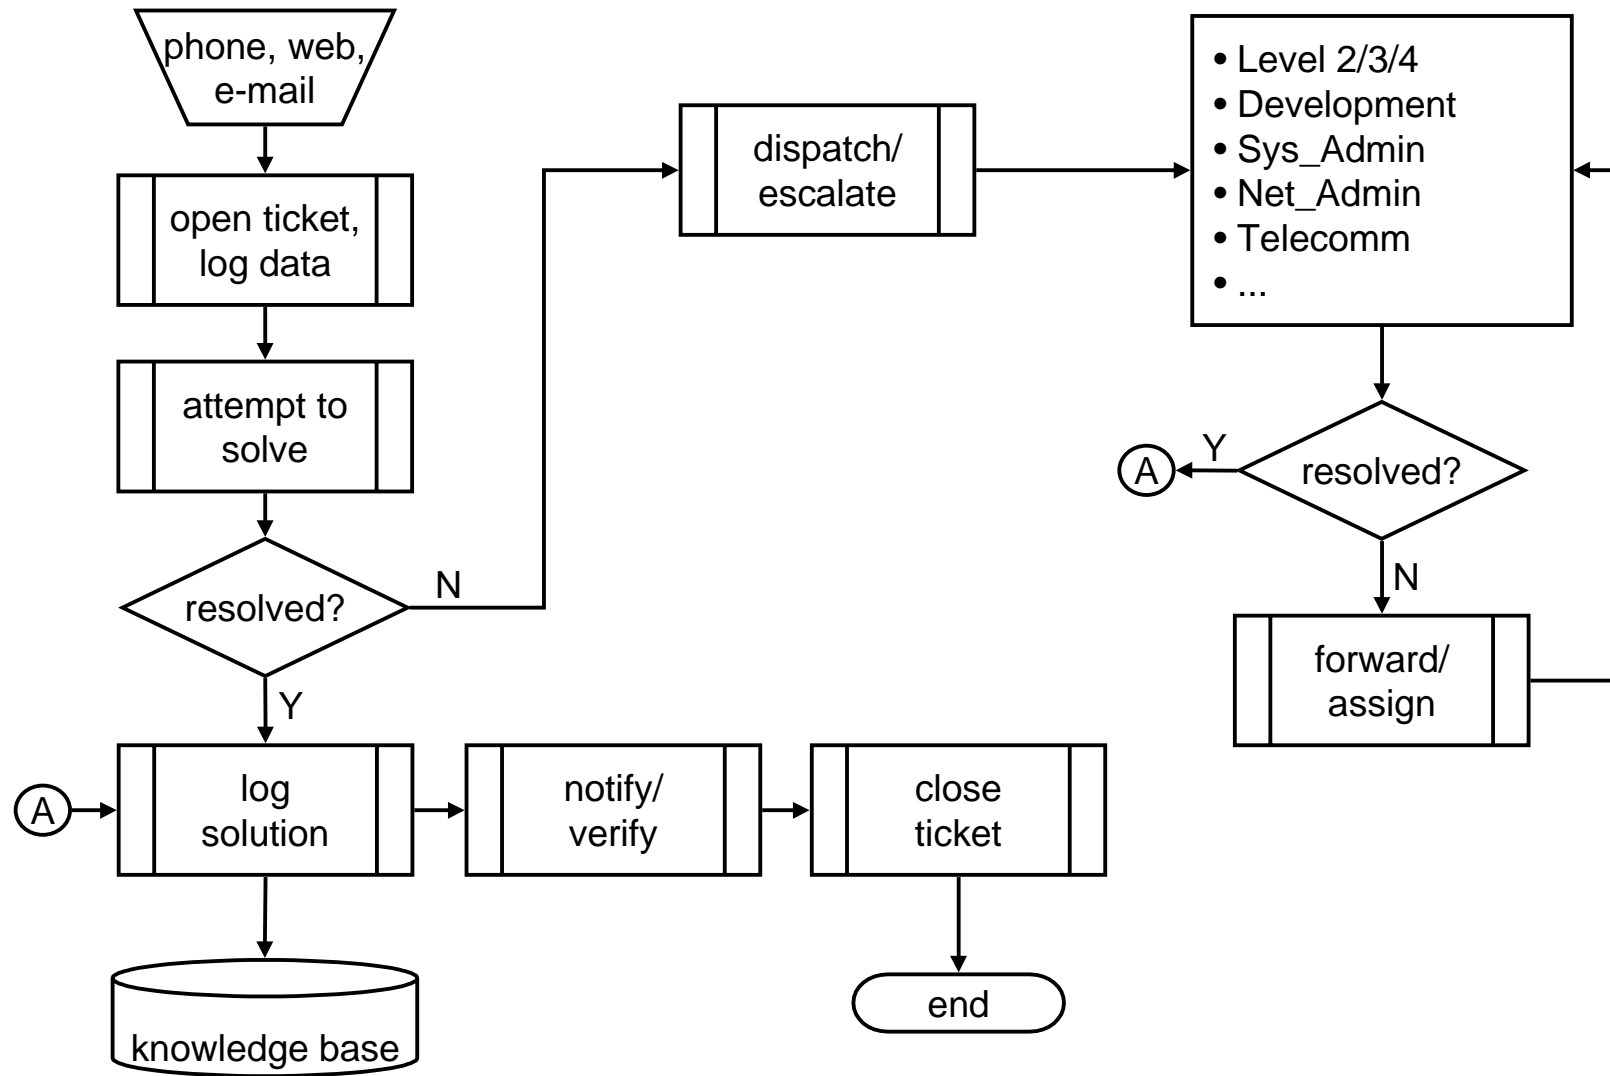 phone, web,
e-mail
open ticket,
log data
attempt to
solve
resolved?
N
Y
A
log
solution
notify/
verify
close
ticket
knowledge base
end
dispatch/
escalate
• Level 2/3/4
• Development
• Sys_Admin
• Net_Admin
• Telecomm
• ...
resolved?
Y
A
N
forward/
assign